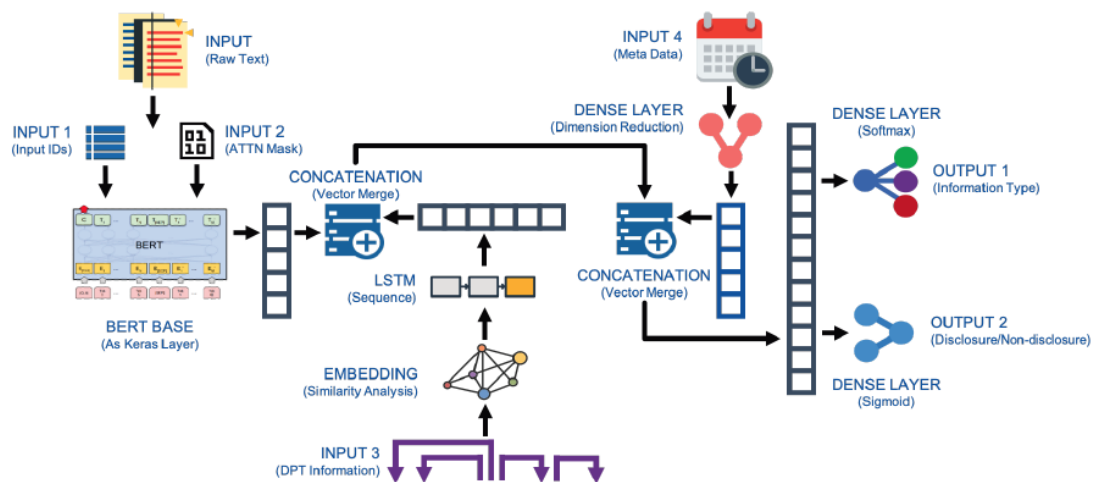 INPUT
(Raw Text)
INPUT 1
(Input IDs)
01
10
INPUT 2
(ATTN Mask)
BERT
BERT BASE
(As Keras Layer)
CONCATENATION
(Vector Merge)
LSTM
(Sequence)
EMBEDDING
(Similarity Analysis)
INPUT 3
(DPT Information)
INPUT 4
(Meta Data)
DENSE LAYER
(Dimension Reduction)
CONCATENATION
(Vector Merge)
DENSE LAYER
(Softmax)
OUTPUT 1
(Information Type)
OUTPUT 2
(Disclosure/Non-disclosure)
DENSE LAYER
(Sigmoid)